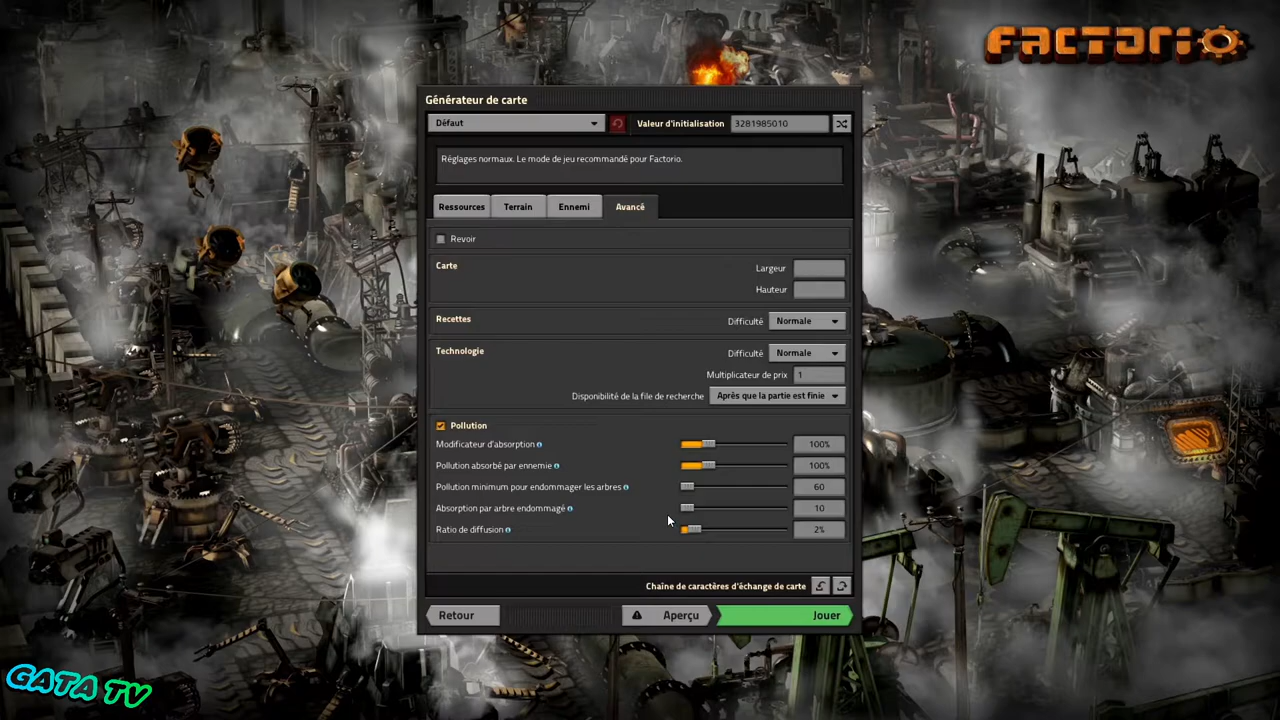 FACTORIO
Générateur de carte
Défaut
Valeur d'initialisation
3281985010
Réglages normaux. Le mode de jeu recommandé pour Factorio.
Ressources
Terrain
Ennemi
Avancé
Revoir
Carte
Largeur
Hauteur
Recettes
Difficulté
Normale
Technologie
Difficulté
Normale
Multiplicateur de prix
1
Disponibilité de la file de recherche
Après que la partie est finie
Pollution
Modificateur d'absorption
100%
Pollution absorbé par ennemie
100%
Pollution minimum pour endommager les arbres
60
Absorption par arbre endommagé
10
Ratio de diffusion
2%
Chaîne de caractères d'échange de carte
Retour
Aperçu
Jouer
GATA TV